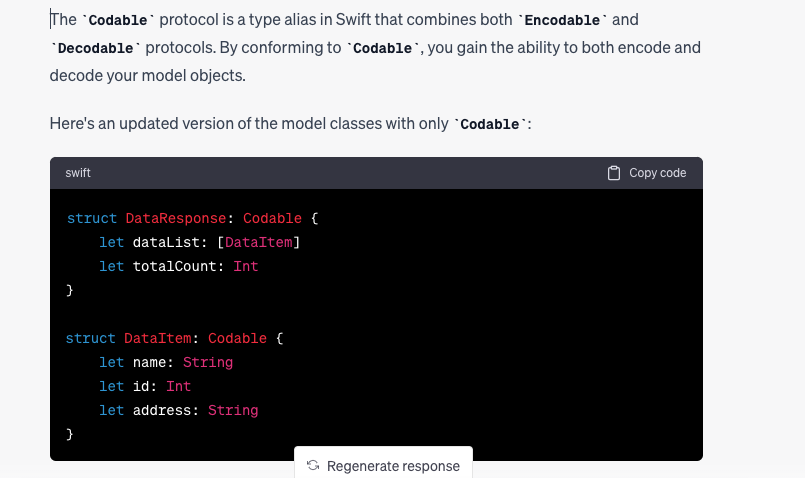 The `Codable` protocol is a type alias in Swift that combines both `Encodable` and
`Decodable` protocols. By conforming to `Codable`, you gain the ability to both encode and
decode your model objects.
Here's an updated version of the model classes with only `Codable`:
swift
Copy code
struct DataResponse: Codable {
    let dataList: [DataItem]
    let totalCount: Int
}
struct DataItem: Codable {
    let name: String
    let id: Int
    let address: String
}
Regenerate response